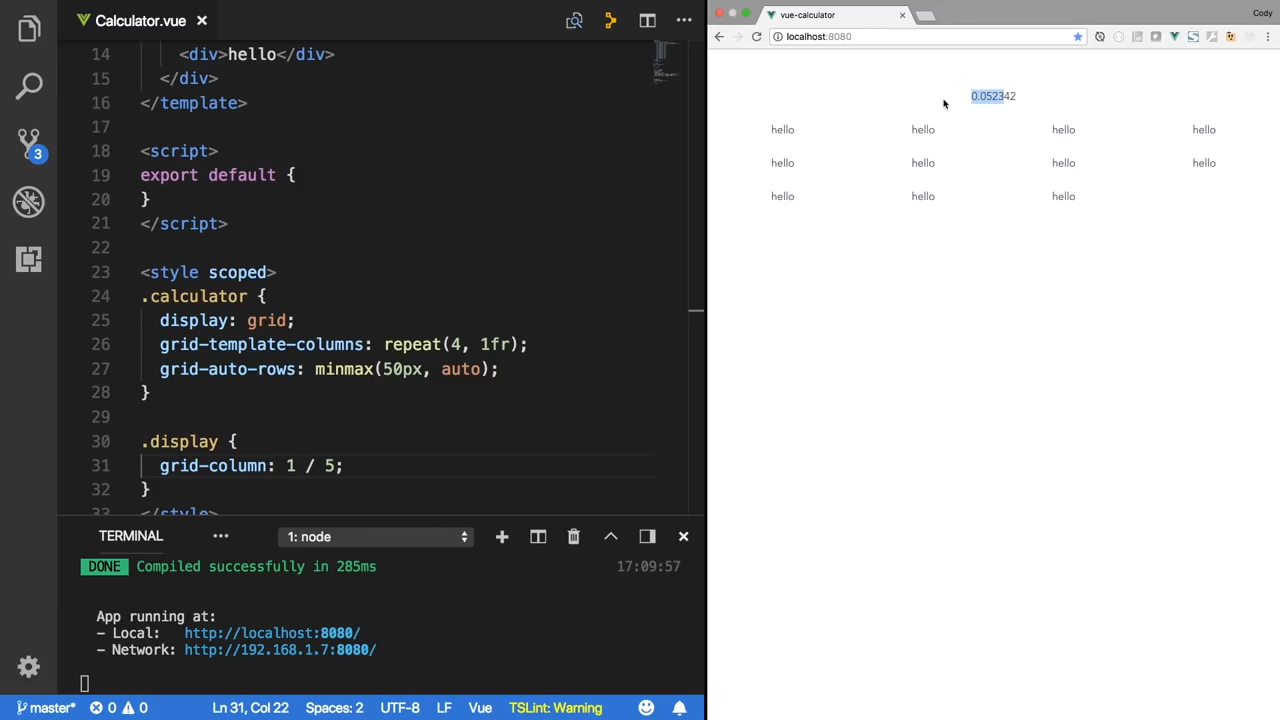 Calculator.vue
14 <div>hello</div>
15 </div>
16 </template>
17
18 <script>
19 export default {
20 }
21 </script>
22
23 <style scoped>
24 .calculator {
25 display: grid;
26 grid-template-columns: repeat(4, 1fr);
27 grid-auto-rows: minmax(50px, auto);
28 }
29
30 .display {
31 grid-column: 1 / 5;
32 }
33 </style>
3
TERMINAL
1: node
DONE Compiled successfully in 285ms 17:09:57
App running at:
- Local: http://localhost:8080/
- Network: http://192.168.1.7:8080/
master* 0 0 Ln 31, Col 22 Spaces: 2 UTF-8 LF Vue TSLint: Warning
vue-calculator
Cody
localhost:8080
0.052342
hello hello hello hello
hello hello hello hello
hello hello hello